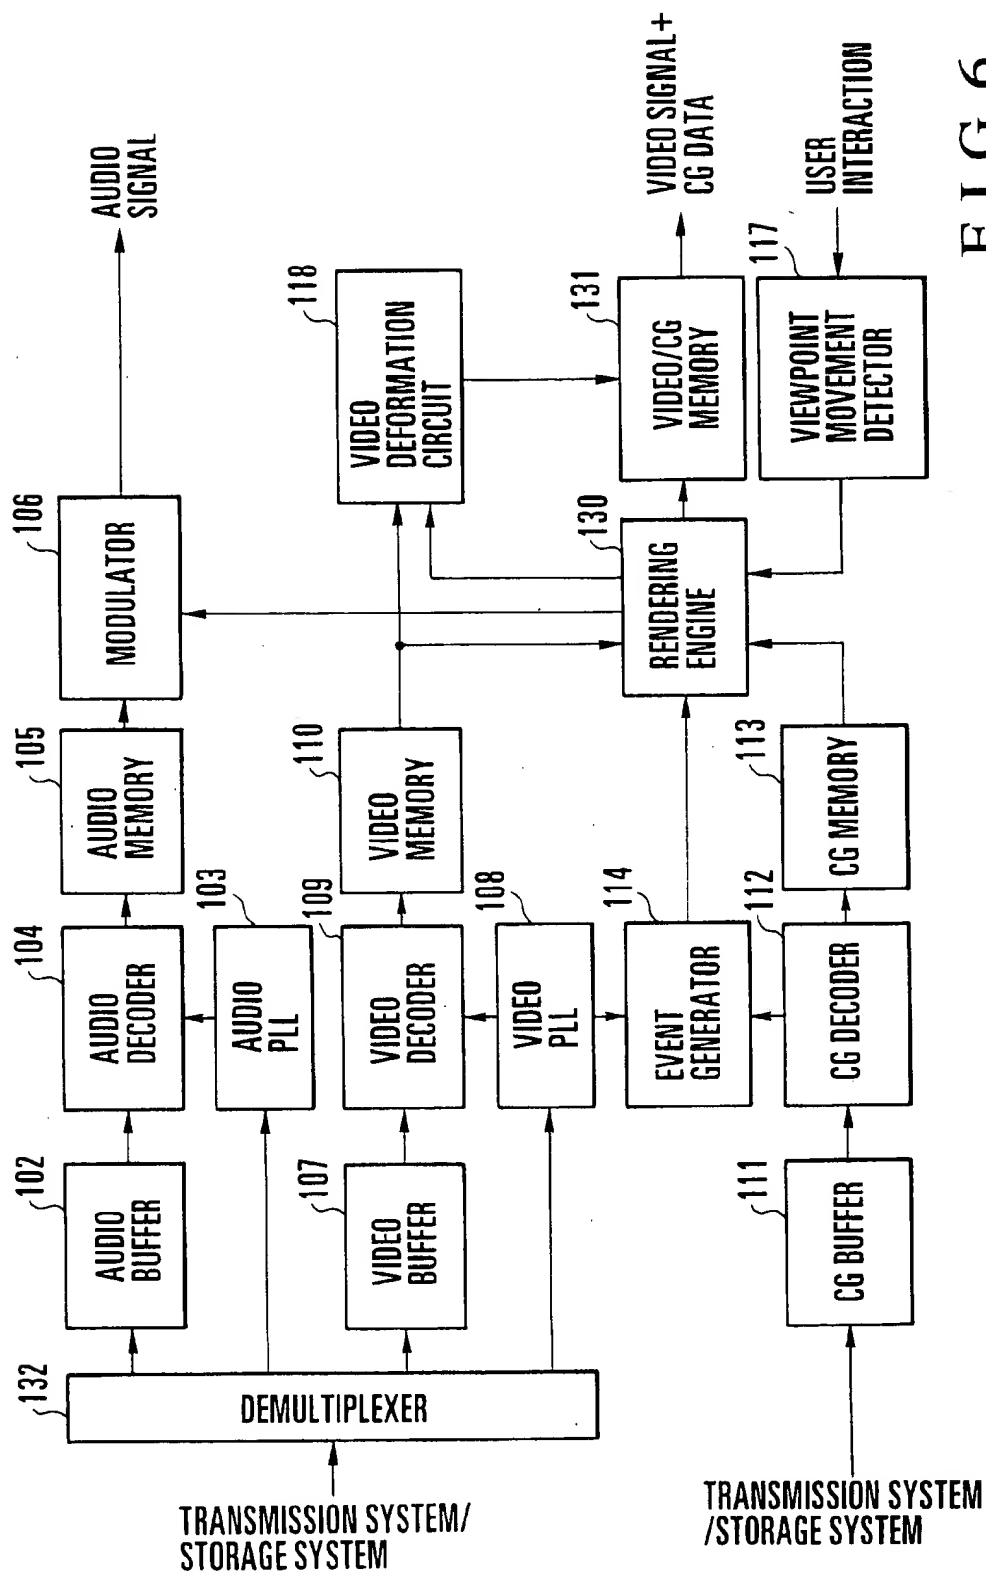 TRANSMISSION SYSTEM/
STORAGE SYSTEM
132
DEMULTIPLEXER
102
AUDIO
BUFFER
104
AUDIO
DECODER
105
AUDIO
MEMORY
106
MODULATOR
AUDIO
SIGNAL
103
AUDIO
PLL
107
VIDEO
BUFFER
109
VIDEO
DECODER
110
VIDEO
MEMORY
118
VIDEO
DEFORMATION
CIRCUIT
108
VIDEO
PLL
114
EVENT
GENERATOR
130
RENDERING
ENGINE
131
VIDEO/CG
MEMORY
VIDEO SIGNAL+
CG DATA
TRANSMISSION SYSTEM
/STORAGE SYSTEM
111
CG BUFFER
112
CG DECODER
113
CG MEMORY
117
VIEWPOINT
MOVEMENT
DETECTOR
USER
INTERACTION
FIG.6